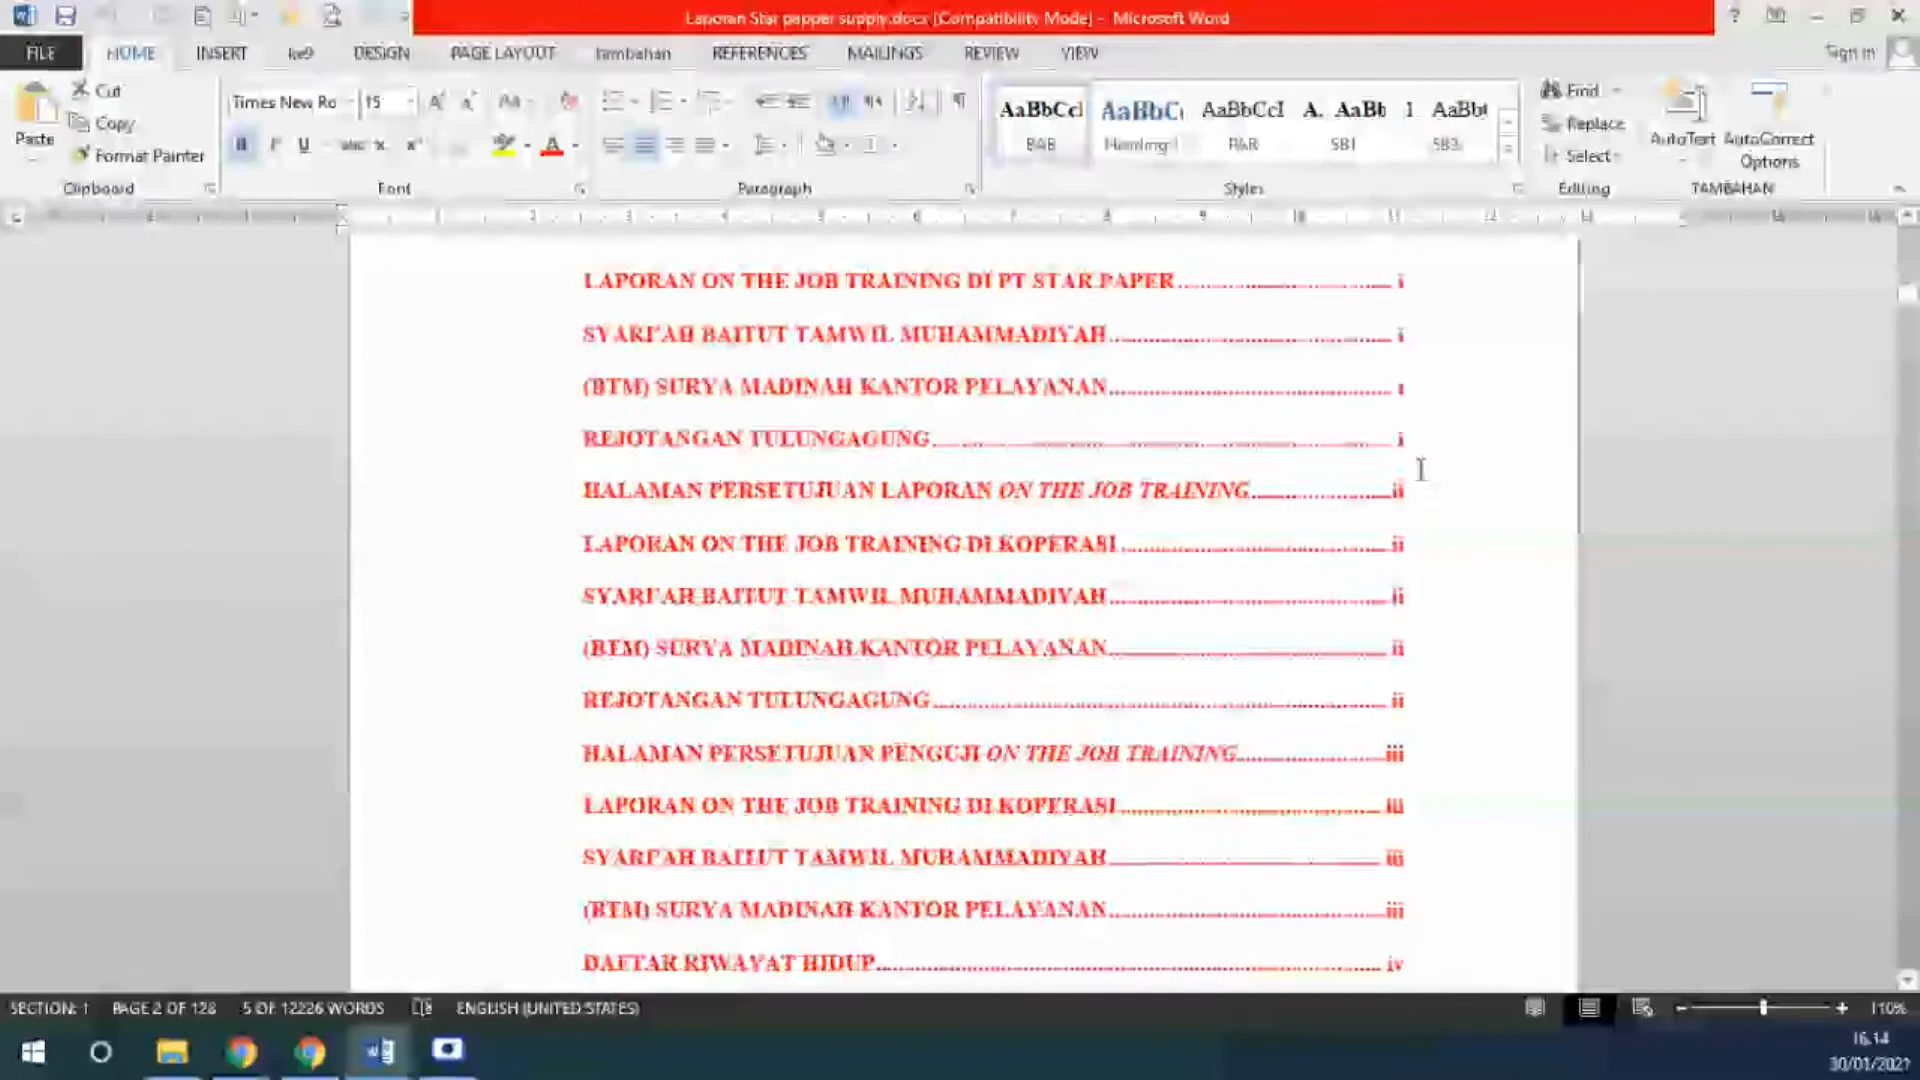 Laporan Star papper supply.docx [Compatibility Mode] - Microsoft Word
FILE HOME INSERT ke9 DESIGN PAGE LAYOUT tambahan REFERENCES MAILINGS REVIEW VIEW Sign in
Paste
Cut
Copy
Format Painter
Clipboard
Times New Ro 15
B I U abc
Font
Paragraph
AaBbCcI AaBbC AaBbCcI A. AaBb 1 AaBb
BAB Heading 1 BAR SB1 SB3
Styles
Find
Replace
Select
Editing
AutoText AutoCorrect
Options
TAMBAHAN
LAPORAN ON THE JOB TRAINING DI PT STAR PAPER i
SYARI'AH BAITUT TAMWIL MUHAMMADIYAH i
(BTM) SURYA MADINAH KANTOR PELAYANAN i
REJOTANGAN TULUNGAGUNG i
HALAMAN PERSETUJUAN LAPORAN ON THE JOB TRAINING ii
LAPORAN ON THE JOB TRAINING DI KOPERASI ii
SYARI'AH BAITUT TAMWIL MUHAMMADIYAH ii
(BTM) SURYA MADINAH KANTOR PELAYANAN ii
REJOTANGAN TULUNGAGUNG ii
HALAMAN PERSETUJUAN PENGUJI ON THE JOB TRAINING iii
LAPORAN ON THE JOB TRAINING DI KOPERASI iii
SYARI'AH BAITUT TAMWIL MUHAMMADIYAH iii
(BTM) SURYA MADINAH KANTOR PELAYANAN iii
DAFTAR RIWAYAT HIDUP iv
SECTION: 1 PAGE 2 OF 128 5 OF 12226 WORDS ENGLISH (UNITED STATES) 110%
16.14
30/01/2021